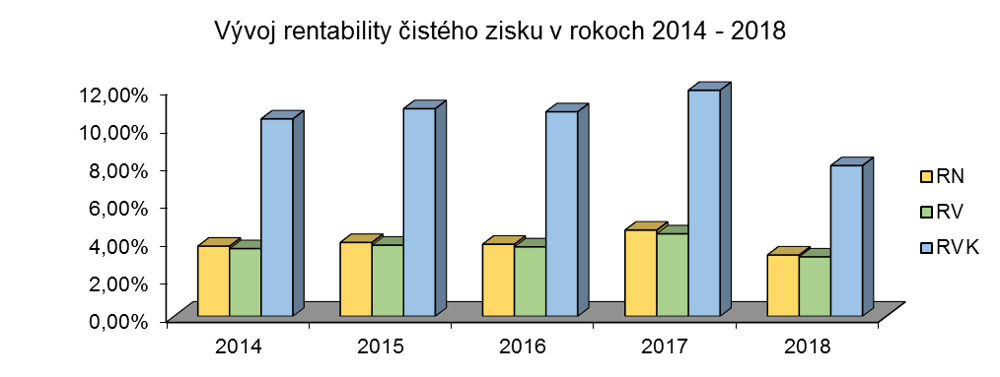 Vývoj rentability čistého zisku v rokoch 2014 - 2018
12,00%
10,00%
8,00%
6,00%
4,00%
2,00%
0,00%
2014 2015 2016 2017 2018
RN
RV
RVK